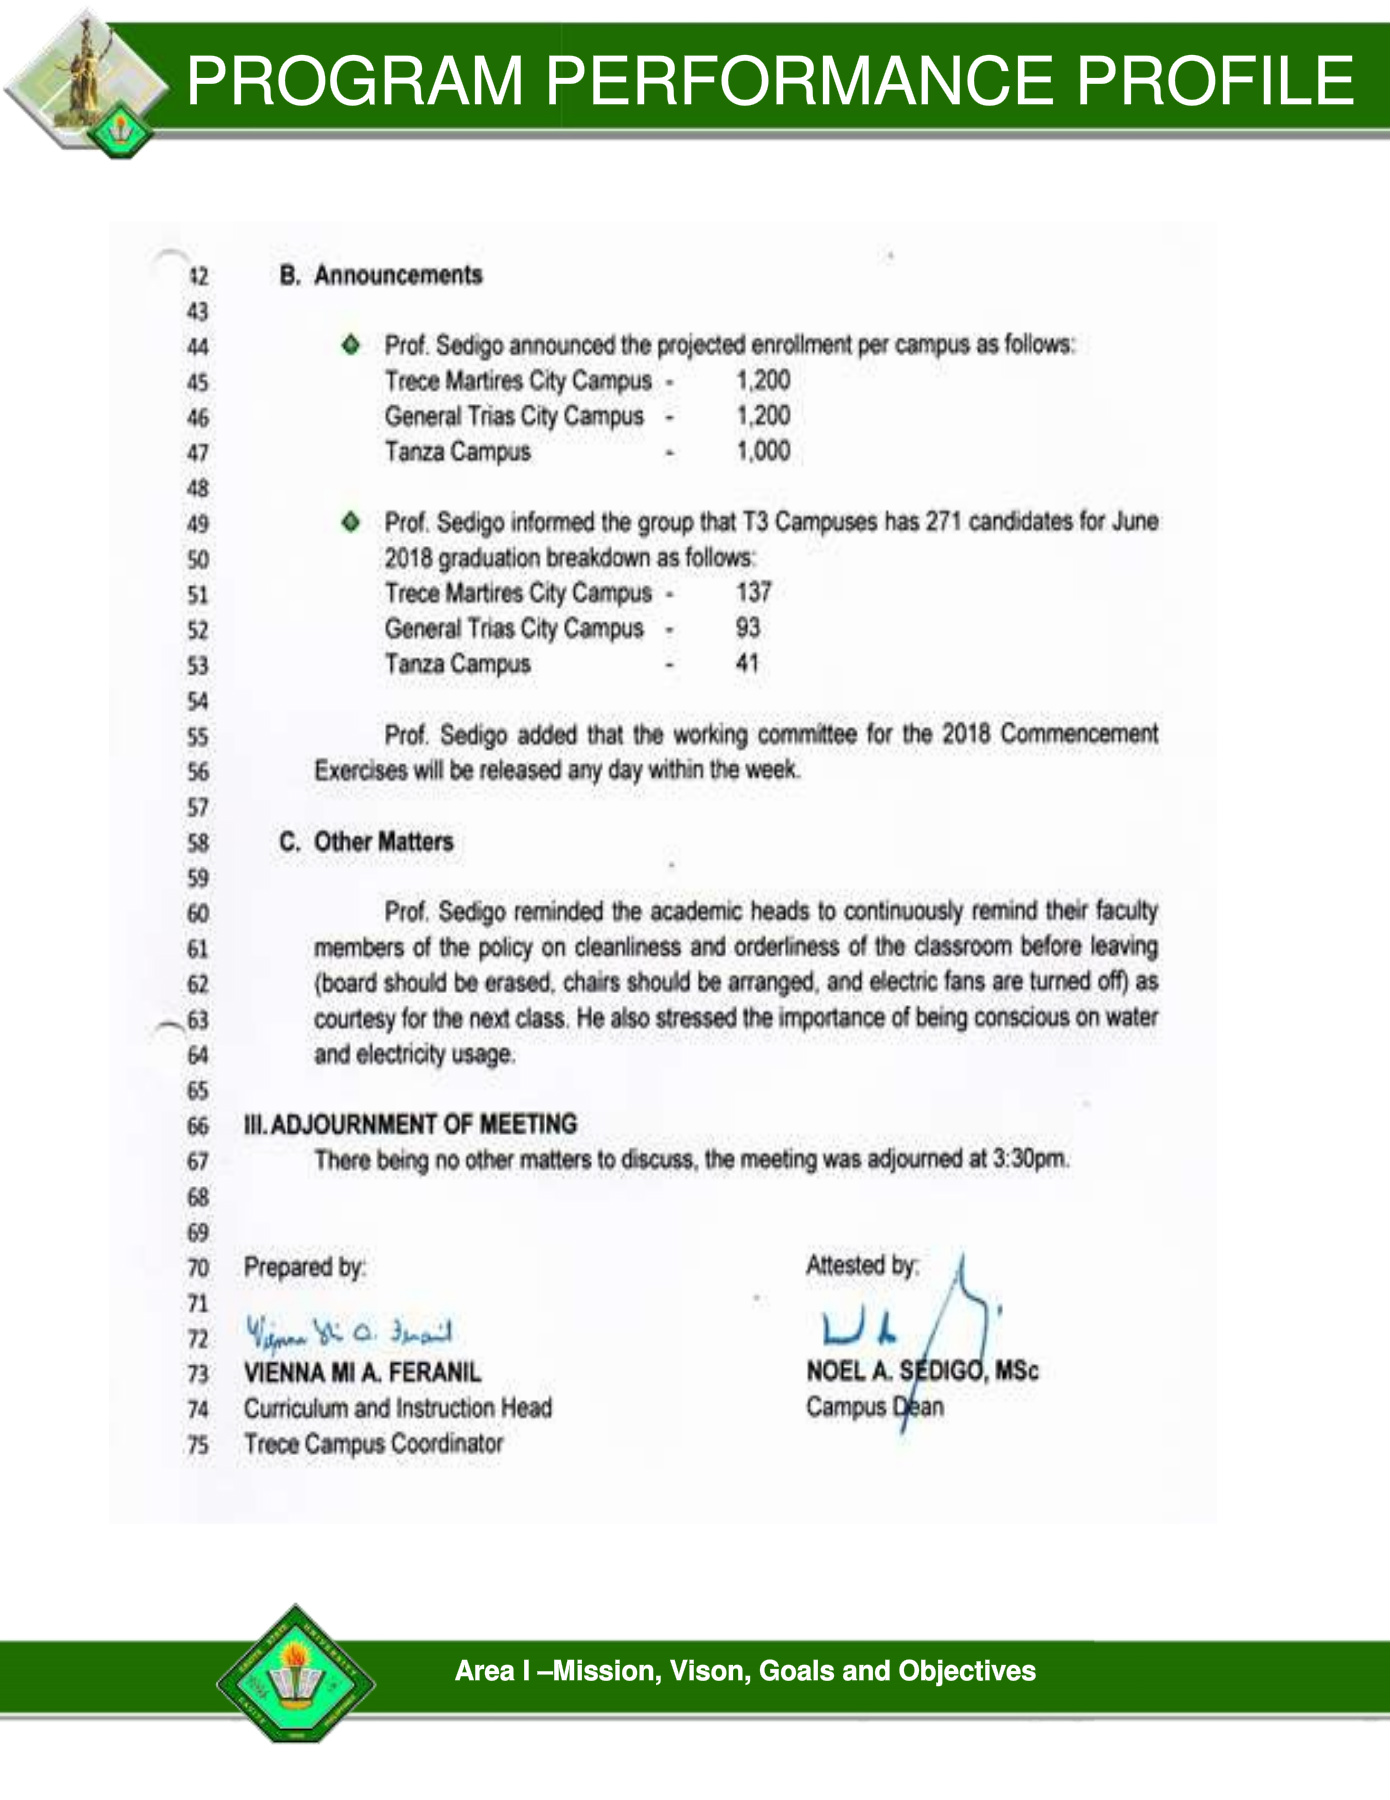 PROGRAM PERFORMANCE PROFILE
42 B. Announcements
43
44 Prof. Sedigo announced the projected enrollment per campus as follows:
45 Trece Martires City Campus - 1,200
46 General Trias City Campus - 1,200
47 Tanza Campus - 1,000
48
49 Prof. Sedigo informed the group that T3 Campuses has 271 candidates for June
50 2018 graduation breakdown as follows:
51 Trece Martires City Campus - 137
52 General Trias City Campus - 93
53 Tanza Campus - 41
54
55 Prof. Sedigo added that the working committee for the 2018 Commencement
56 Exercises will be released any day within the week.
57
58 C. Other Matters
59
60 Prof. Sedigo reminded the academic heads to continuously remind their faculty
61 members of the policy on cleanliness and orderliness of the classroom before leaving
62 (board should be erased, chairs should be arranged, and electric fans are turned off) as
63 courtesy for the next class. He also stressed the importance of being conscious on water
64 and electricity usage.
65
66 III. ADJOURNMENT OF MEETING
67 There being no other matters to discuss, the meeting was adjourned at 3:30pm.
68
69
70 Prepared by: Attested by:
71
72
73 VIENNA MI A. FERANIL NOEL A. SEDIGO, MSc
74 Curriculum and Instruction Head Campus Dean
75 Trece Campus Coordinator
Area I –Mission, Vison, Goals and Objectives